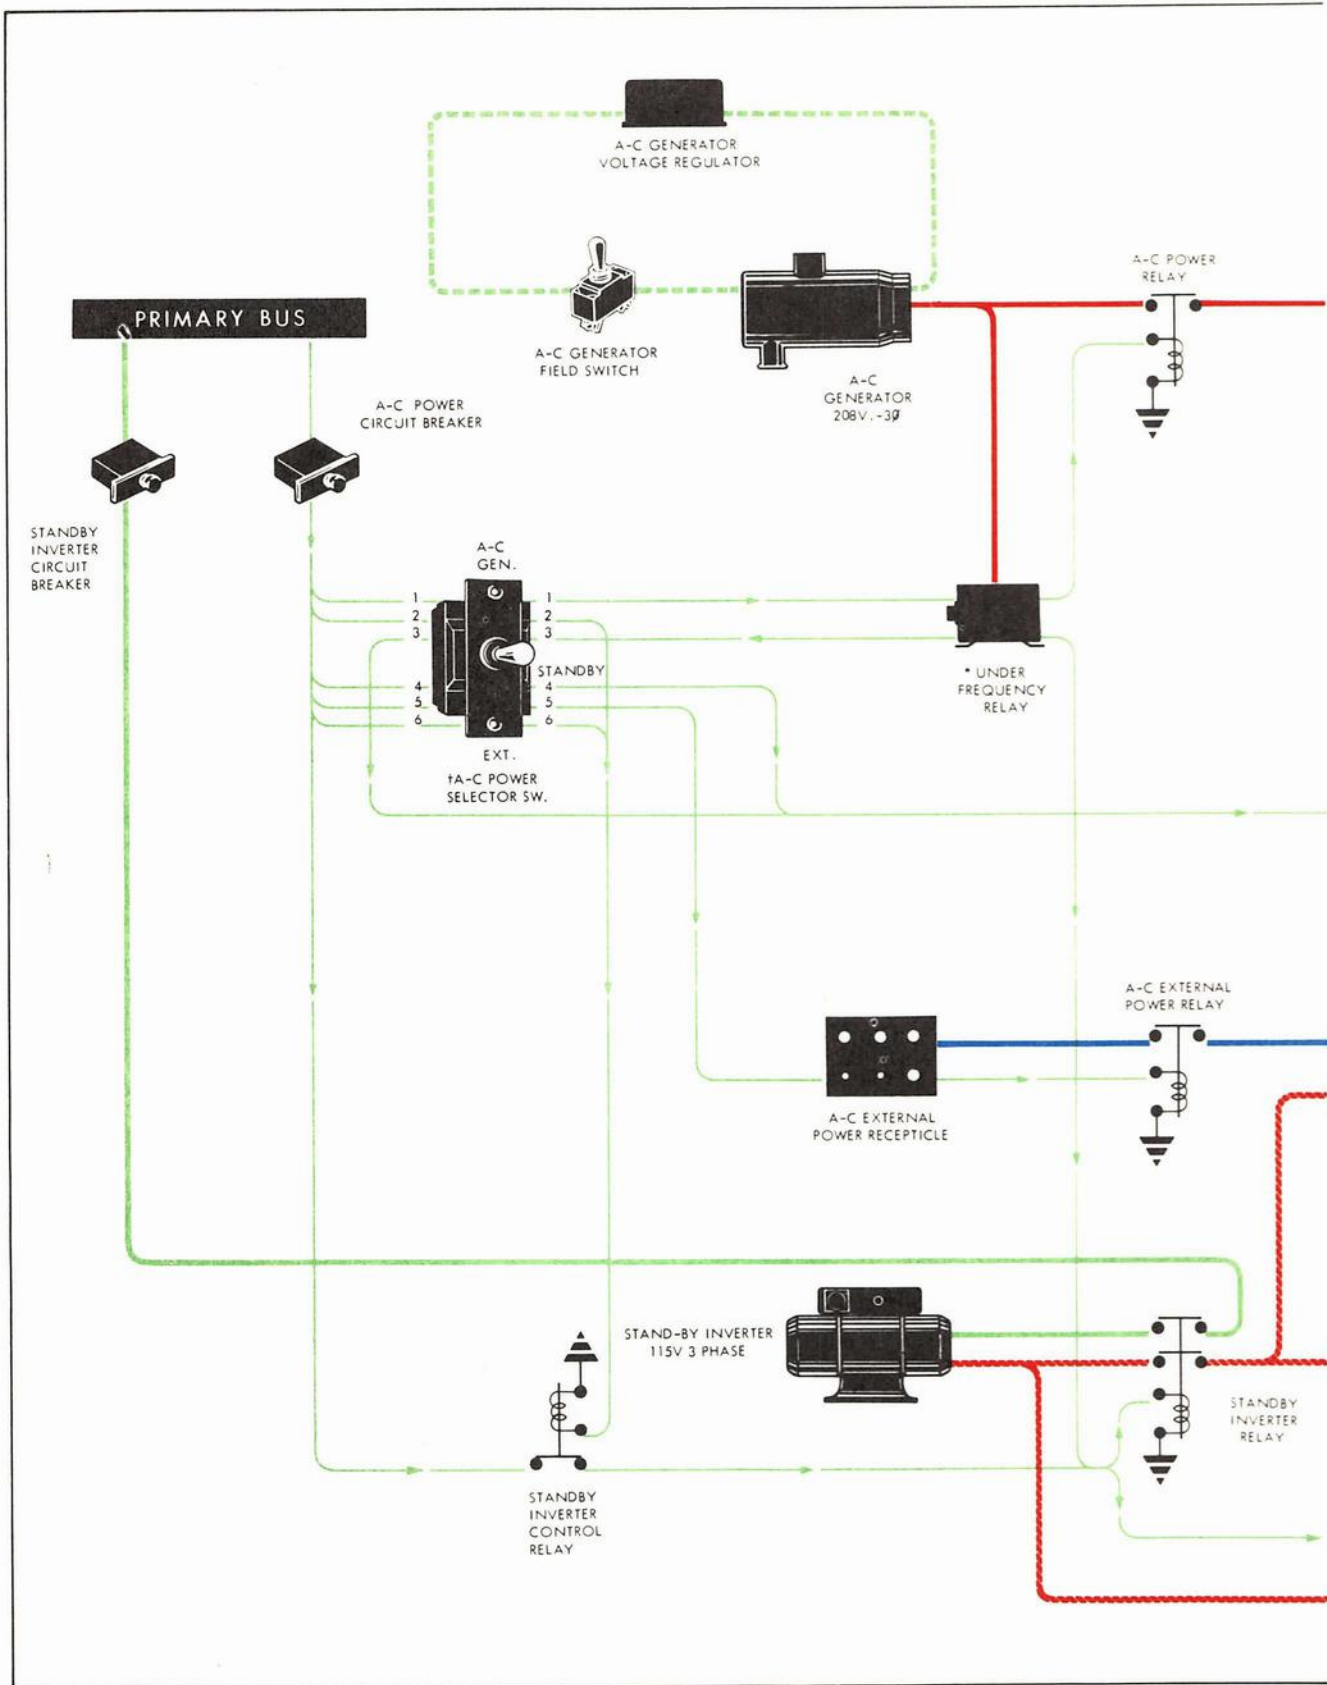 A-C GENERATOR
VOLTAGE REGULATOR
A-C POWER
RELAY
PRIMARY BUS
A-C GENERATOR
FIELD SWITCH
A-C
GENERATOR
208V.-3Ø
A-C POWER
CIRCUIT BREAKER
STANDBY
INVERTER
CIRCUIT
BREAKER
A-C
GEN.
1 1
2 2
3 3
STANDBY
4 4
5 5
6 6
EXT.
†A-C POWER
SELECTOR SW.
* UNDER
FREQUENCY
RELAY
A-C EXTERNAL
POWER RELAY
A-C EXTERNAL
POWER RECEPTICLE
STAND-BY INVERTER
115V 3 PHASE
STANDBY
INVERTER
RELAY
STANDBY
INVERTER
CONTROL
RELAY